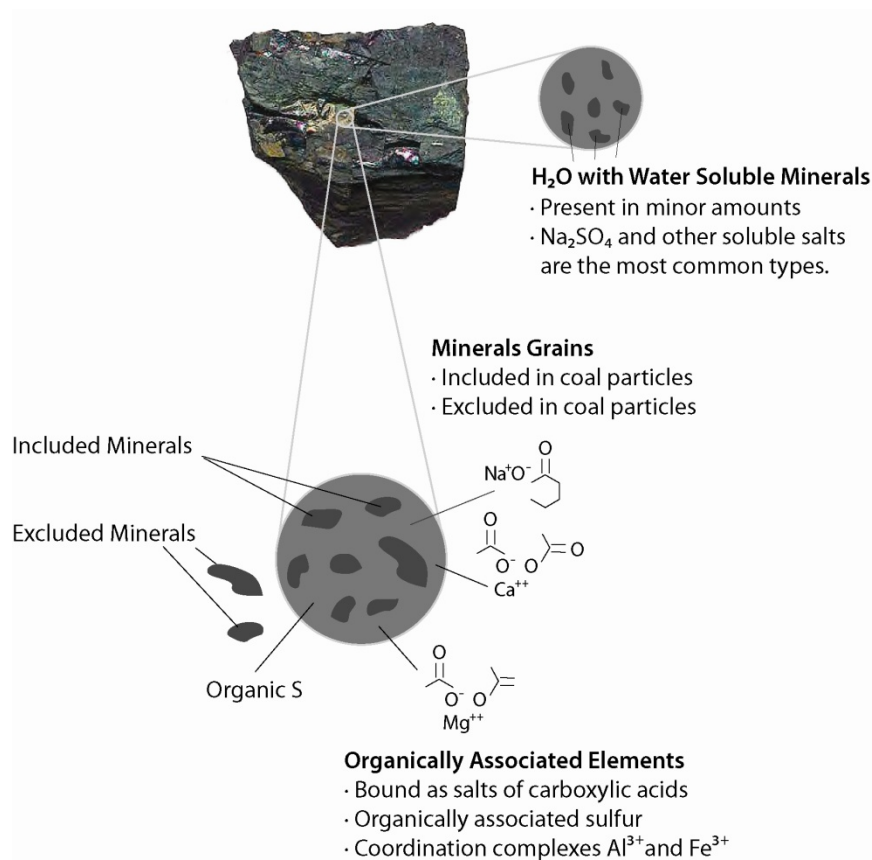 H₂O with Water Soluble Minerals
· Present in minor amounts
· Na₂SO₄ and other soluble salts
are the most common types.
Minerals Grains
· Included in coal particles
· Excluded in coal particles
Included Minerals
Excluded Minerals
Organic S
O
Na⁺O⁻
O
O⁻ O O
Ca⁺⁺
O
O⁻ O
Mg⁺⁺
Organically Associated Elements
· Bound as salts of carboxylic acids
· Organically associated sulfur
· Coordination complexes Al³⁺and Fe³⁺